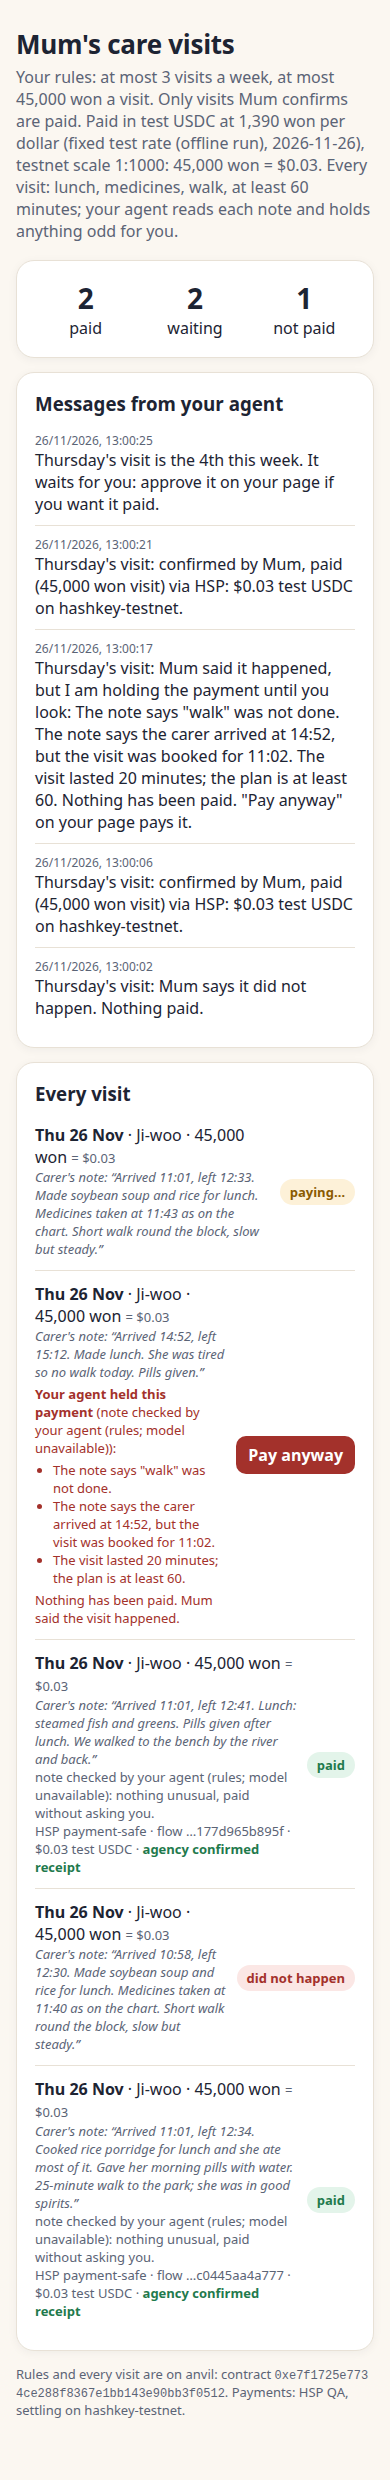 Mum's care visits
Your rules: at most 3 visits a week, at most
45,000 won a visit. Only visits Mum confirms
are paid. Paid in test USDC at 1,390 won per
dollar (fixed test rate (offline run), 2026-11-26),
testnet scale 1:1000: 45,000 won = $0.03. Every
visit: lunch, medicines, walk, at least 60
minutes; your agent reads each note and holds
anything odd for you.
2
paid
2
waiting
1
not paid
Messages from your agent
26/11/2026, 13:00:25
Thursday's visit is the 4th this week. It
waits for you: approve it on your page if
you want it paid.
26/11/2026, 13:00:21
Thursday's visit: confirmed by Mum, paid
(45,000 won visit) via HSP: $0.03 test USDC
on hashkey-testnet.
26/11/2026, 13:00:17
Thursday's visit: Mum said it happened,
but I am holding the payment until you
look: The note says "walk" was not done.
The note says the carer arrived at 14:52,
but the visit was booked for 11:02. The
visit lasted 20 minutes; the plan is at least
60. Nothing has been paid. "Pay anyway"
on your page pays it.
26/11/2026, 13:00:06
Thursday's visit: confirmed by Mum, paid
(45,000 won visit) via HSP: $0.03 test USDC
on hashkey-testnet.
26/11/2026, 13:00:02
Thursday's visit: Mum says it did not
happen. Nothing paid.
Every visit
Thu 26 Nov · Ji-woo · 45,000
won = $0.03
Carer's note: “Arrived 11:01, left 12:33.
Made soybean soup and rice for lunch.
Medicines taken at 11:43 as on the
chart. Short walk round the block, slow
but steady.”
paying…
Thu 26 Nov · Ji-woo ·
45,000 won = $0.03
Carer's note: “Arrived 14:52, left
15:12. Made lunch. She was tired
so no walk today. Pills given.”
Your agent held this
payment (note checked by
your agent (rules; model
unavailable)):
• The note says "walk" was
not done.
• The note says the carer
arrived at 14:52, but the
visit was booked for 11:02.
• The visit lasted 20 minutes;
the plan is at least 60.
Nothing has been paid. Mum
said the visit happened.
Pay anyway
Thu 26 Nov · Ji-woo · 45,000 won =
$0.03
Carer's note: “Arrived 11:01, left 12:41. Lunch:
steamed fish and greens. Pills given after
lunch. We walked to the bench by the river
and back.”
note checked by your agent (rules; model
unavailable): nothing unusual, paid
without asking you.
HSP payment-safe · flow …177d965b895f ·
$0.03 test USDC · agency confirmed
receipt
paid
Thu 26 Nov · Ji-woo ·
45,000 won = $0.03
Carer's note: “Arrived 10:58, left
12:30. Made soybean soup and
rice for lunch. Medicines taken at
11:40 as on the chart. Short walk
round the block, slow but
steady.”
did not happen
Thu 26 Nov · Ji-woo · 45,000 won =
$0.03
Carer's note: “Arrived 11:01, left 12:34.
Cooked rice porridge for lunch and she ate
most of it. Gave her morning pills with water.
25-minute walk to the park; she was in good
spirits.”
note checked by your agent (rules; model
unavailable): nothing unusual, paid
without asking you.
HSP payment-safe · flow …c0445aa4a777 ·
$0.03 test USDC · agency confirmed
receipt
paid
Rules and every visit are on anvil: contract 0xe7f1725e773
4ce288f8367e1bb143e90bb3f0512. Payments: HSP QA,
settling on hashkey-testnet.